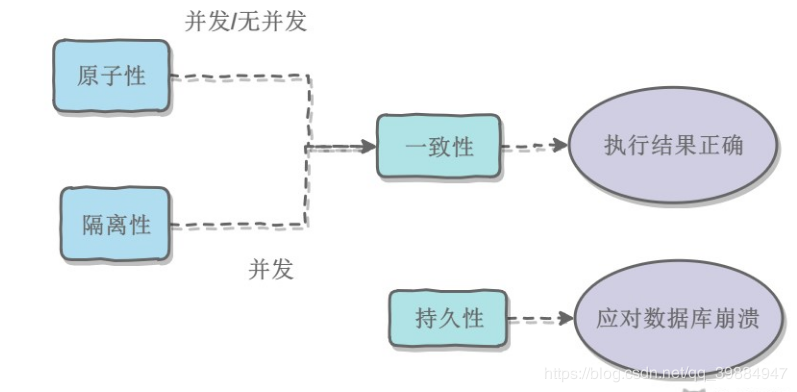 并发/无并发
原子性
一致性
执行结果正确
隔离性
并发
持久性
应对数据库崩溃
https://blog.csdn.net/qq_39884947